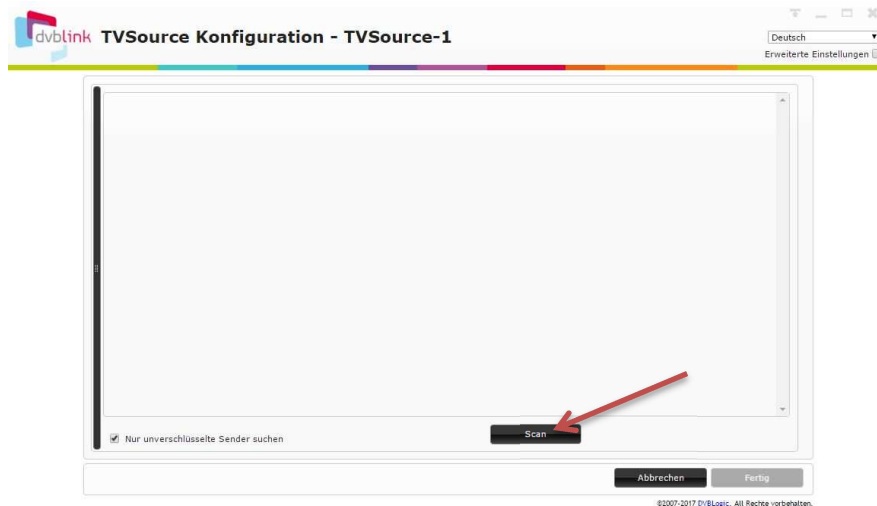 dvblink TVSource Konfiguration - TVSource-1
Deutsch
Erweiterte Einstellungen
Nur unverschlüsselte Sender suchen
Scan
Abbrechen
Fertig
©2007-2017 DVBLogic. All Rechte vorbehalten.